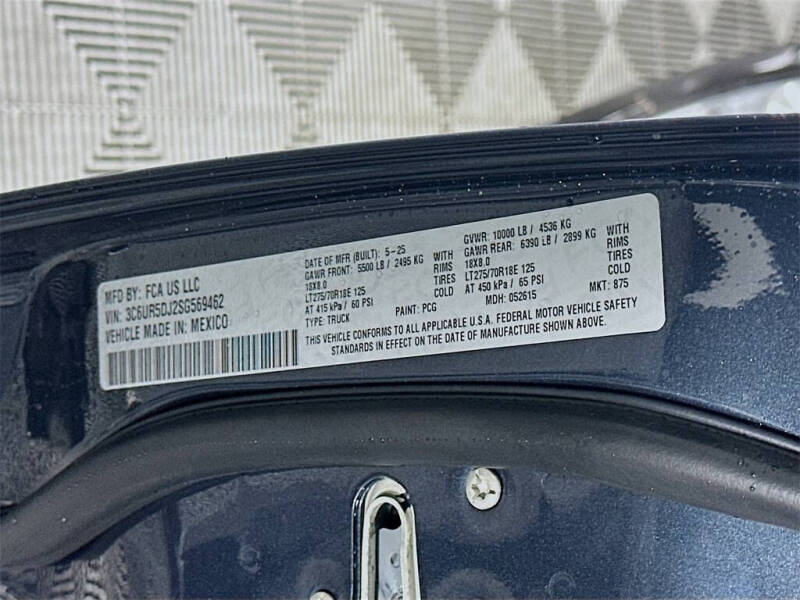 MFD BY: FCA US LLC
VIN: 3C6UR5DJ2SG569462
VEHICLE MADE IN: MEXICO
DATE OF MFR (BUILT): 5-25
GAWR FRONT: 5500 LB / 2495 KG WITH
18X8.0 RIMS
LT275/70R18E 125 TIRES
AT 415 kPa / 60 PSI COLD
TYPE: TRUCK
PAINT: PCG
GVWR: 10000 LB / 4536 KG
GAWR REAR: 6390 LB / 2899 KG WITH
18X8.0 RIMS
LT275/70R18E 125 TIRES
AT 450 kPa / 65 PSI COLD
MDH: 052615
MKT: 875
THIS VEHICLE CONFORMS TO ALL APPLICABLE U.S.A. FEDERAL MOTOR VEHICLE SAFETY
STANDARDS IN EFFECT ON THE DATE OF MANUFACTURE SHOWN ABOVE.